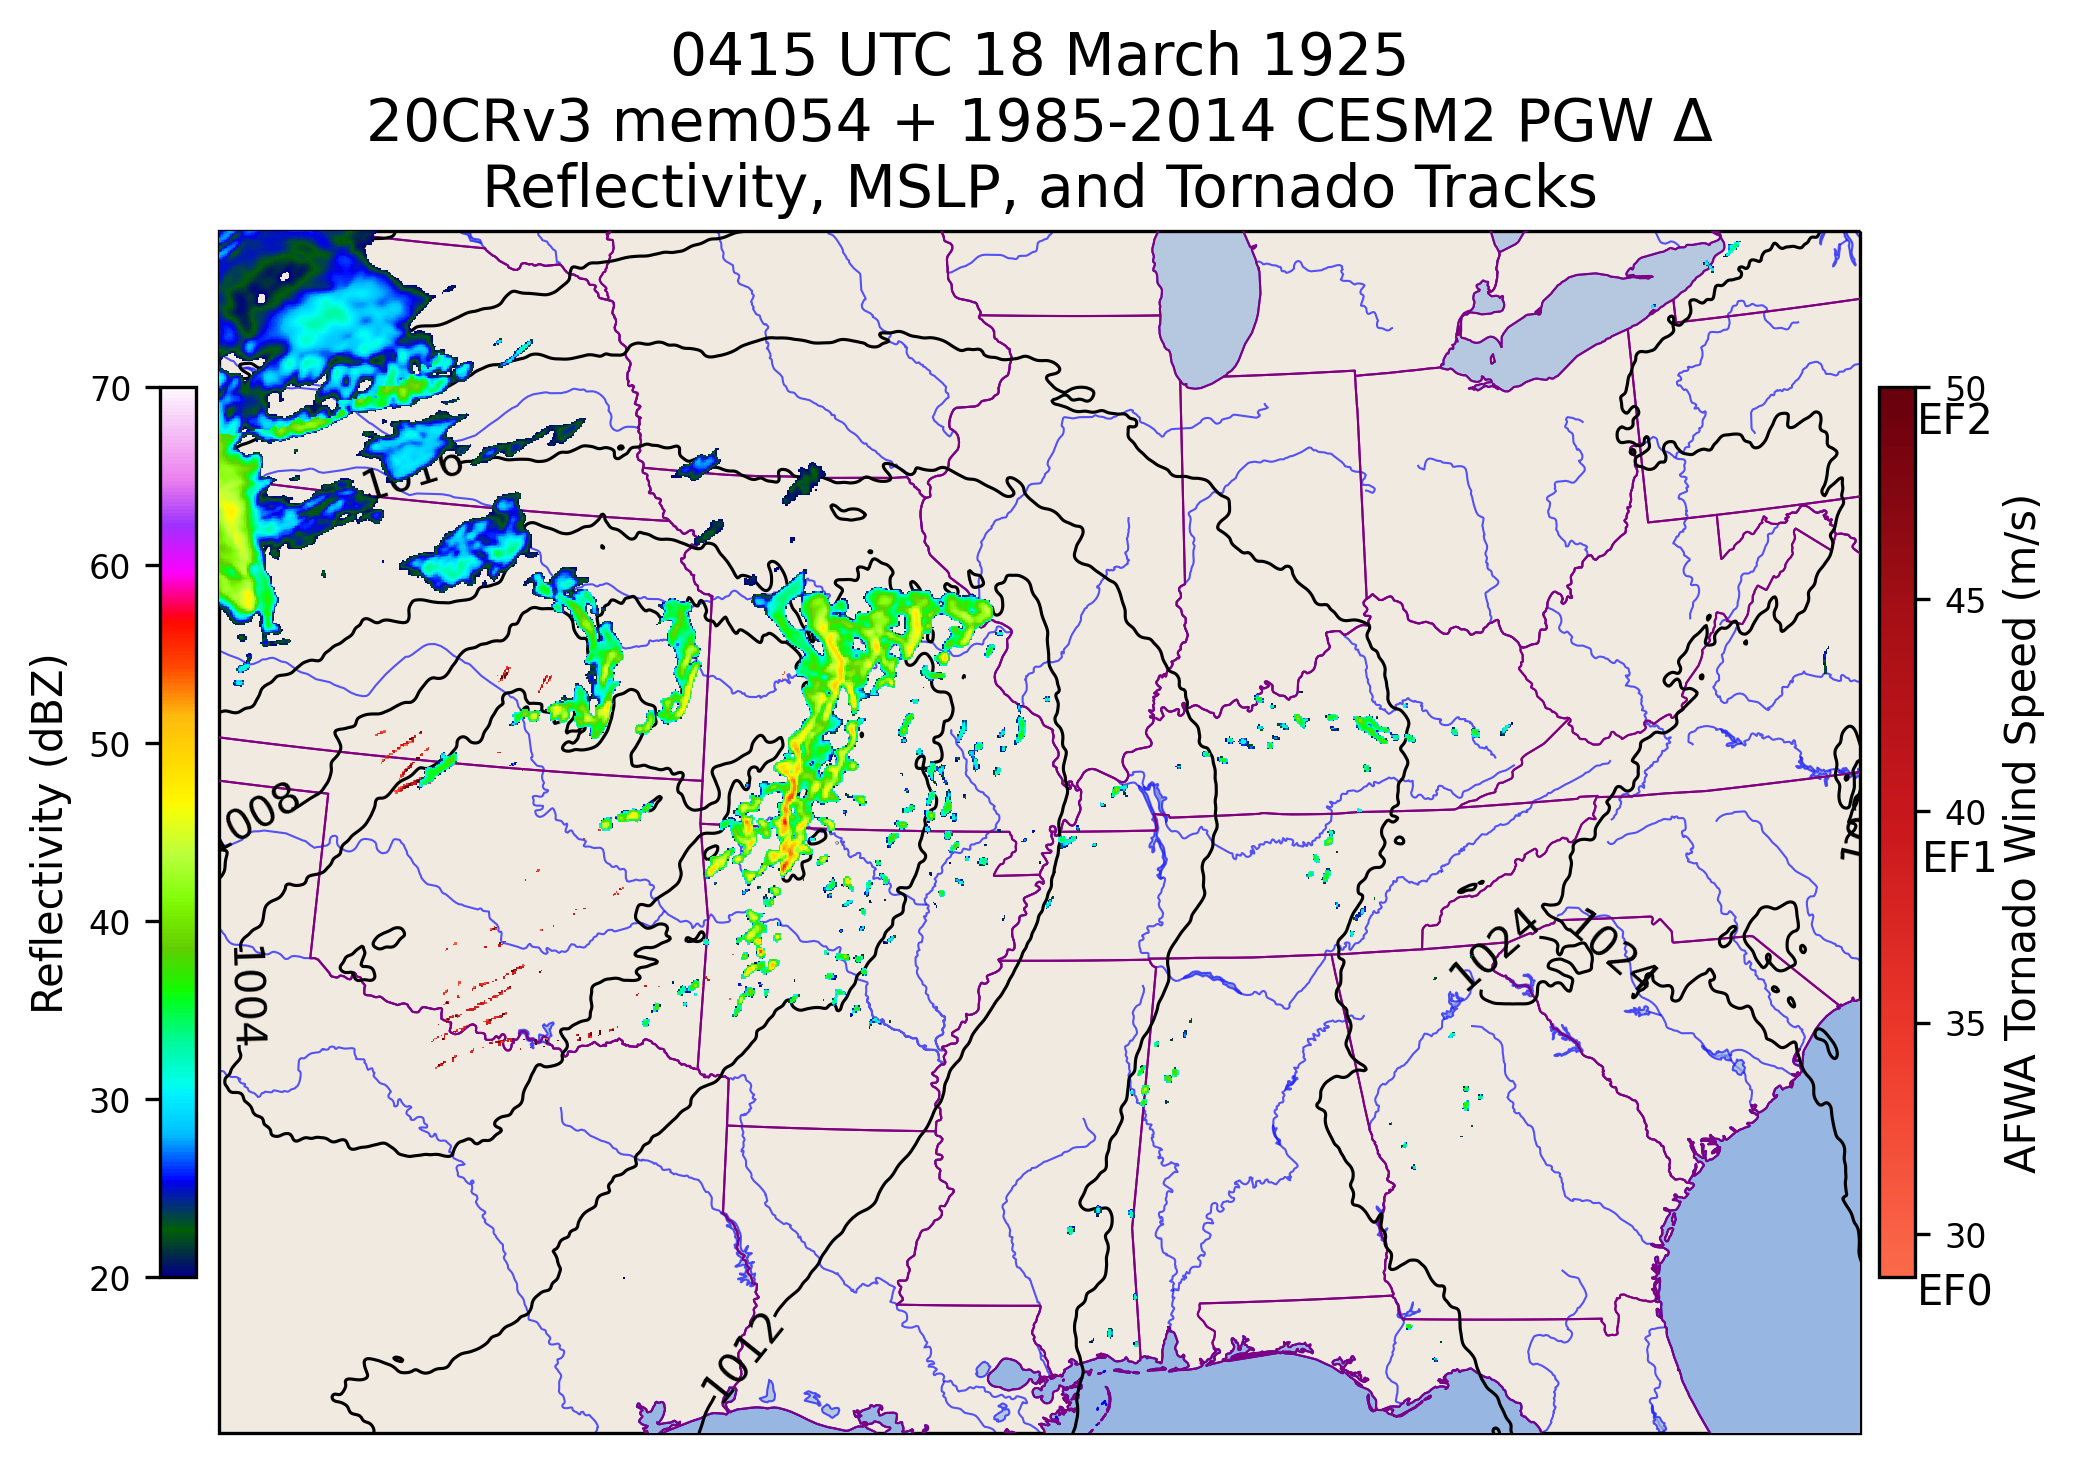 0415 UTC 18 March 1925
20CRv3 mem054 + 1985-2014 CESM2 PGW Δ
Reflectivity, MSLP, and Tornado Tracks
70
60
50
40
30
20
Reflectivity (dBZ)
1016
1008
1004
1012
1024
1024
50
EF2
45
40
EF1
35
30
EF0
AFWA Tornado Wind Speed (m/s)